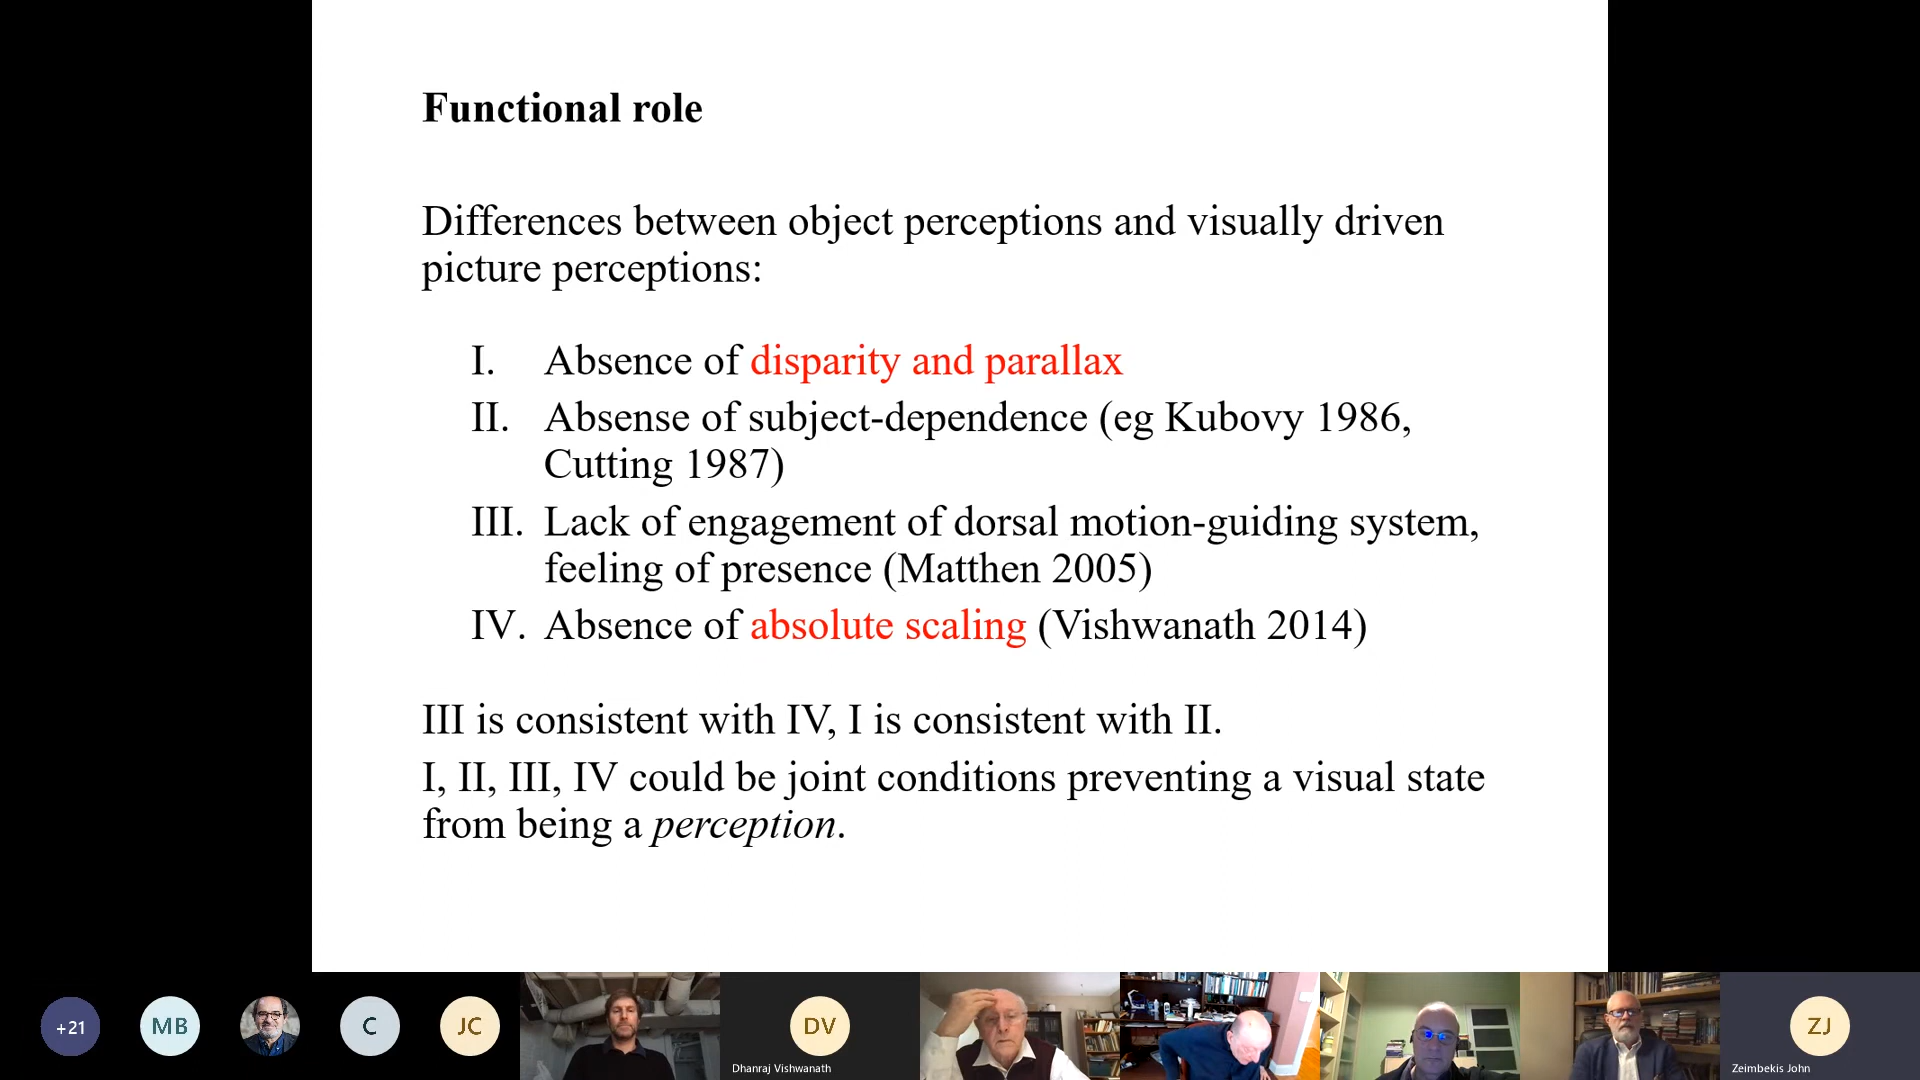 Functional role
Differences between object perceptions and visually driven
picture perceptions:
I. Absence of disparity and parallax
II. Absense of subject-dependence (eg Kubovy 1986,
Cutting 1987)
III. Lack of engagement of dorsal motion-guiding system,
feeling of presence (Matthen 2005)
IV. Absence of absolute scaling (Vishwanath 2014)
III is consistent with IV, I is consistent with II.
I, II, III, IV could be joint conditions preventing a visual state
from being a perception.
+21
MB
C
JC
DV
Dhanraj Vishwanath
ZJ
Zeimbekis John